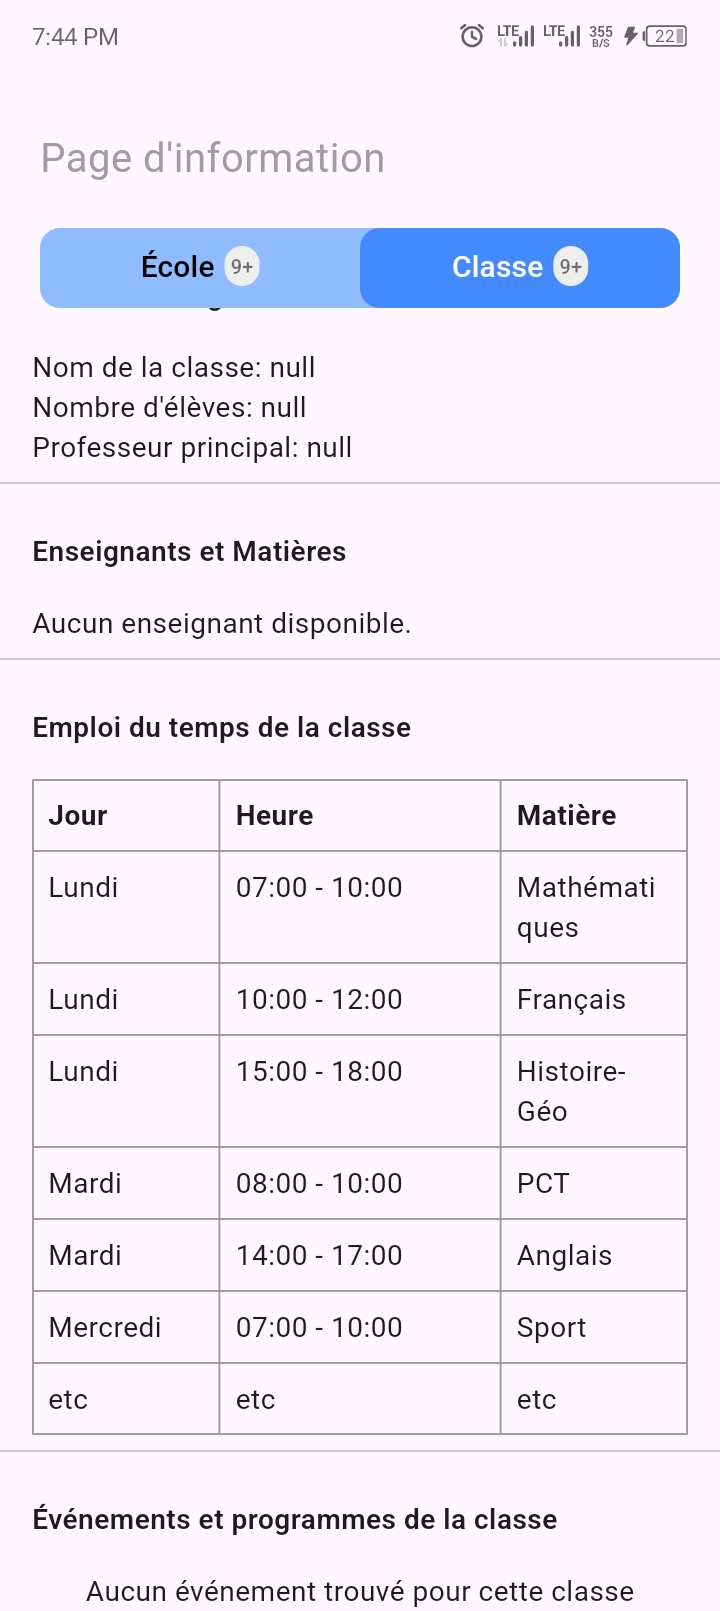 7:44 PM LTE LTE 355 B/S 22
Page d'information
École 9+ Classe 9+
Nom de la classe: null
Nombre d'élèves: null
Professeur principal: null
Enseignants et Matières
Aucun enseignant disponible.
Emploi du temps de la classe
Jour Heure Matière
Lundi 07:00 - 10:00 Mathémati
ques
Lundi 10:00 - 12:00 Français
Lundi 15:00 - 18:00 Histoire-
Géo
Mardi 08:00 - 10:00 PCT
Mardi 14:00 - 17:00 Anglais
Mercredi 07:00 - 10:00 Sport
etc etc etc
Événements et programmes de la classe
Aucun événement trouvé pour cette classe